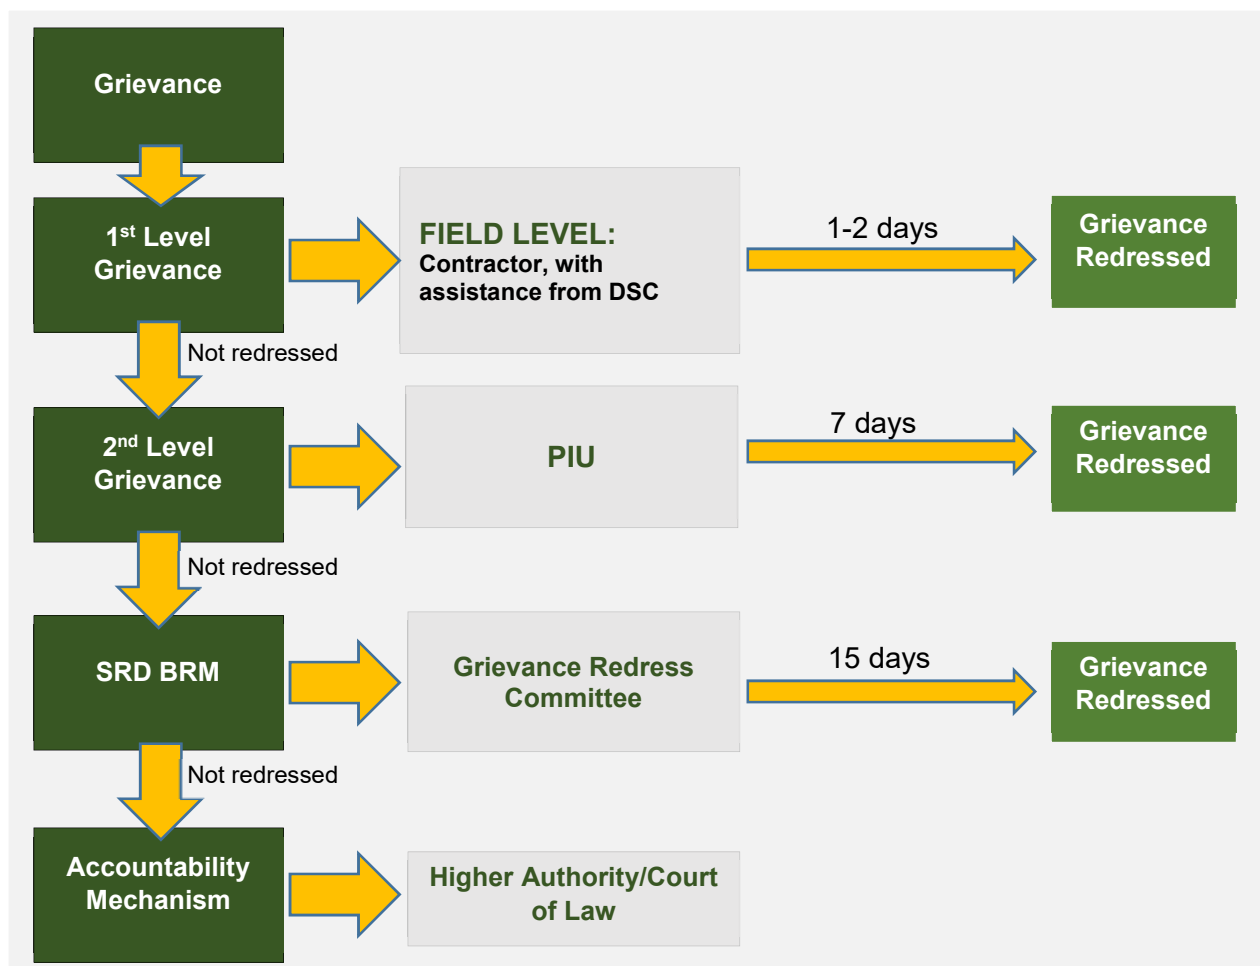 Grievance
1st Level
Grievance
FIELD LEVEL:
Contractor, with
assistance from DSC
1-2 days
Grievance
Redressed
Not redressed
2nd Level
Grievance
PIU
7 days
Grievance
Redressed
Not redressed
SRD BRM
Grievance Redress
Committee
15 days
Grievance
Redressed
Not redressed
Accountability
Mechanism
Higher Authority/Court
of Law